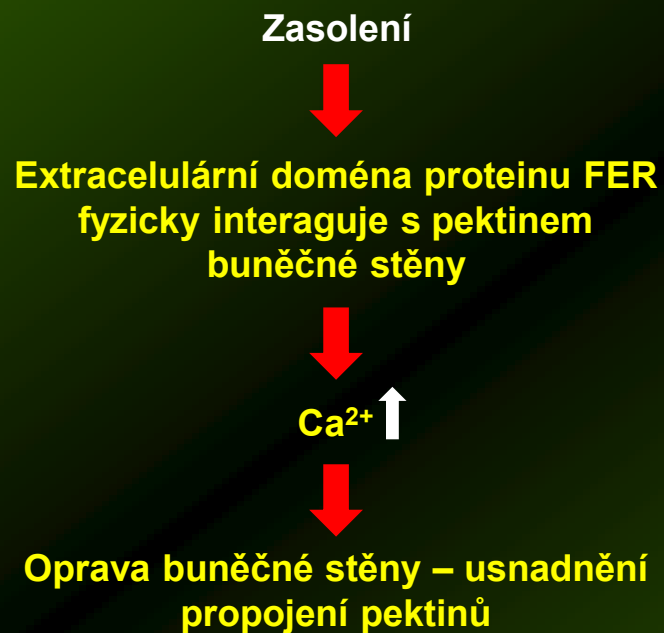 Zasolení
Extracelulární doména proteinu FER
fyzicky interaguje s pektinem
buněčné stěny
Ca²⁺
Oprava buněčné stěny – usnadnění
propojení pektinů